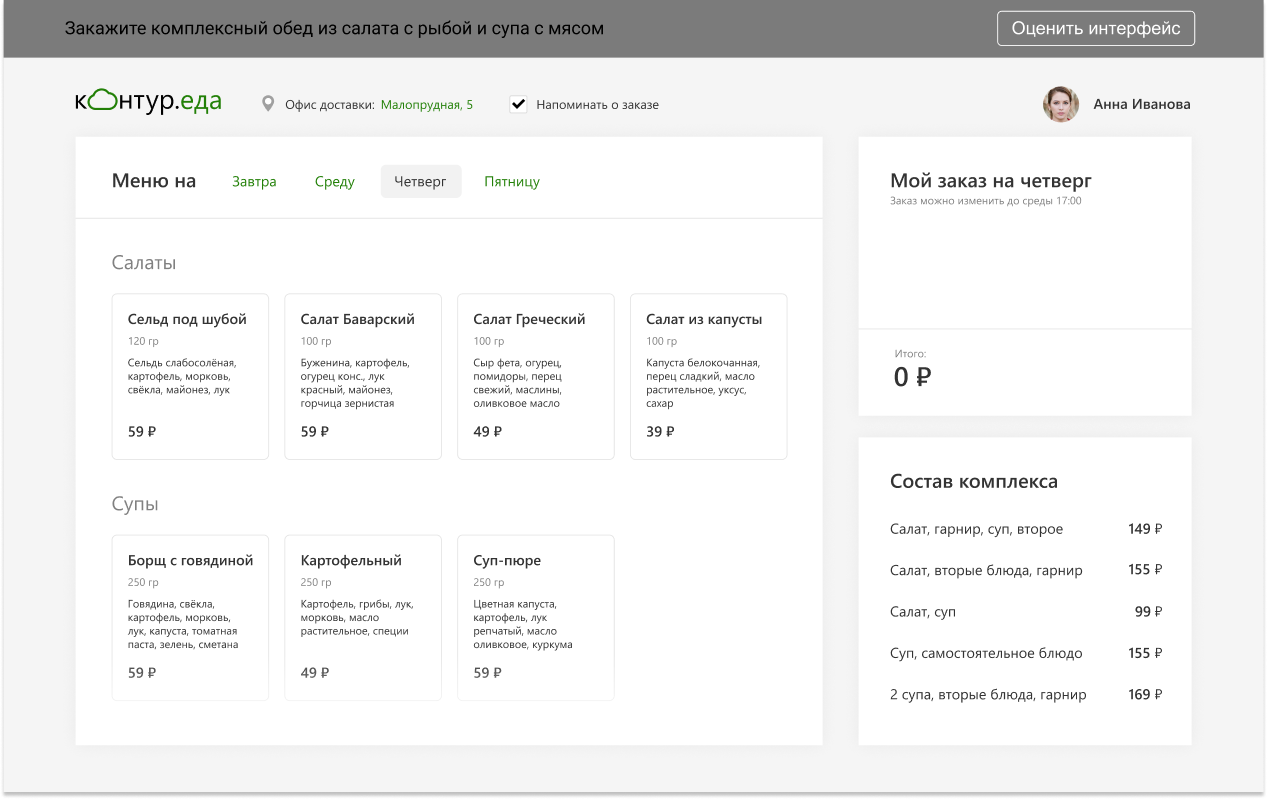 Закажите комплексный обед из салата с рыбой и супа с мясом
Оценить интерфейс
контур.еда
Офис доставки: Малопрудная, 5
Напоминать о заказе
Анна Иванова
Меню на
Завтра
Среду
Четверг
Пятницу
Салаты
Сельд под шубой
120 гр
Сельдь слабосолёная,
картофель, морковь,
свёкла, майонез, лук
59 ₽
Салат Баварский
100 гр
Буженина, картофель,
огурец конс., лук
красный, майонез,
горчица зернистая
59 ₽
Салат Греческий
100 гр
Сыр фета, огурец,
помидоры, перец
свежий, маслины,
оливковое масло
49 ₽
Салат из капусты
100 гр
Капуста белокочанная,
перец сладкий, масло
растительное, уксус,
сахар
39 ₽
Супы
Борщ с говядиной
250 гр
Говядина, свёкла,
картофель, морковь,
лук, капуста, томатная
паста, зелень, сметана
59 ₽
Картофельный
250 гр
Картофель, грибы, лук,
морковь, масло
растительное, специи
49 ₽
Суп-пюре
250 гр
Цветная капуста,
картофель, лук
репчатый, масло
оливковое, куркума
59 ₽
Мой заказ на четверг
Заказ можно изменить до среды 17:00
Итого:
0 ₽
Состав комплекса
Салат, гарнир, суп, второе 149 ₽
Салат, вторые блюда, гарнир 155 ₽
Салат, суп 99 ₽
Суп, самостоятельное блюдо 155 ₽
2 супа, вторые блюда, гарнир 169 ₽